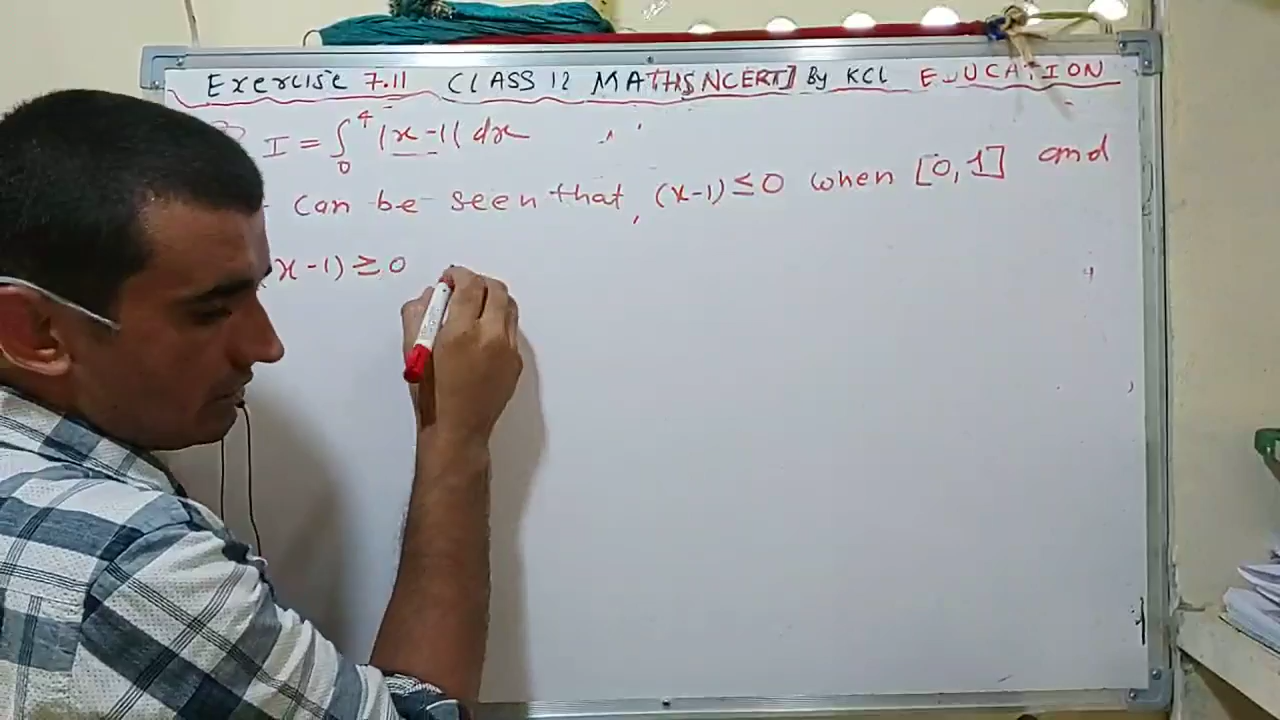 Exercise 7.11 CLASS 12 MATHS NCERT] By KCL EDUCATION
I = ∫₀⁴ |x-1| dx
can be seen that, (x-1) ≤ 0 when [0,1] and
x-1) ≥ 0